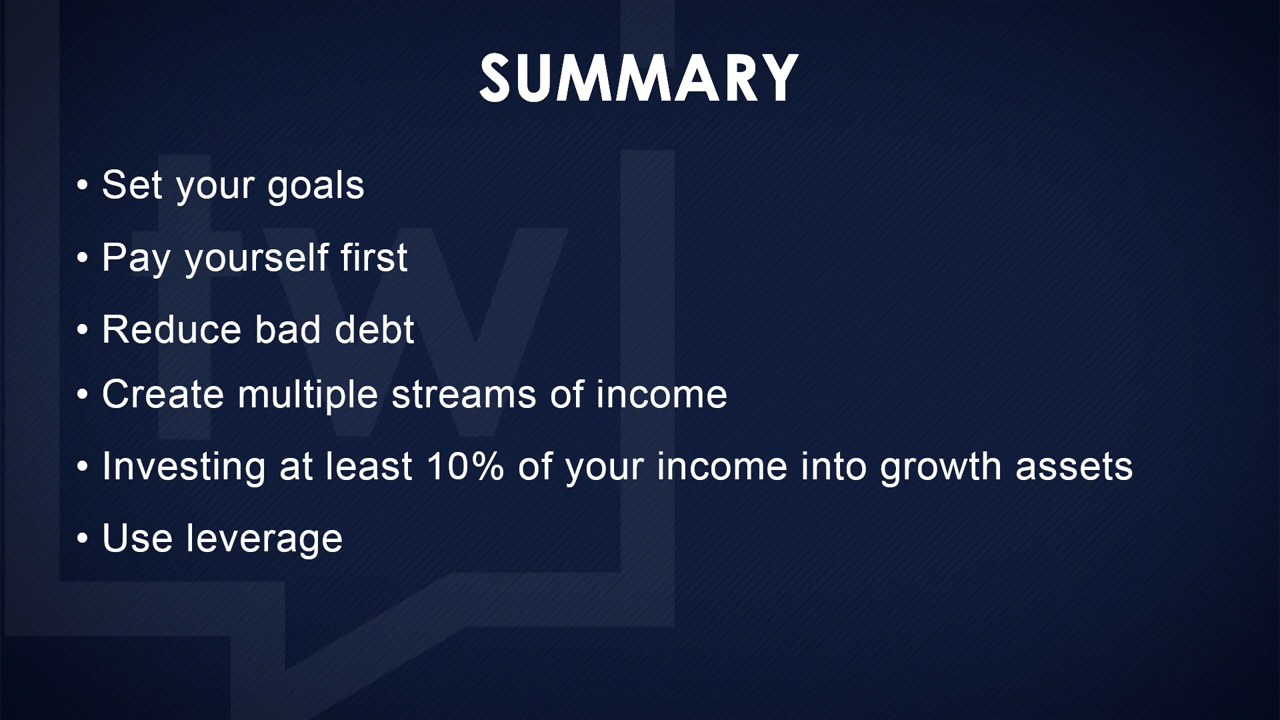 SUMMARY
• Set your goals
• Pay yourself first
• Reduce bad debt
• Create multiple streams of income
• Investing at least 10% of your income into growth assets
• Use leverage
tw